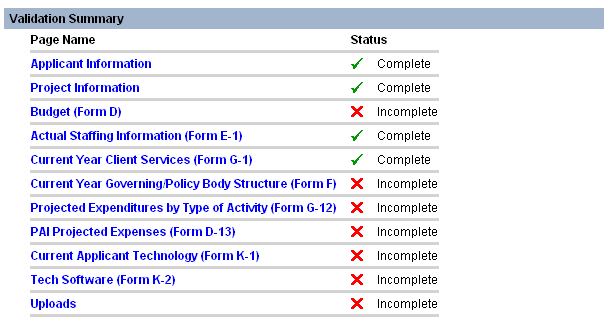 Validation Summary
Page Name Status
Applicant Information Complete
Project Information Complete
Budget (Form D) Incomplete
Actual Staffing Information (Form E-1) Complete
Current Year Client Services (Form G-1) Complete
Current Year Governing/Policy Body Structure (Form F) Incomplete
Projected Expenditures by Type of Activity (Form G-12) Incomplete
PAI Projected Expenses (Form D-13) Incomplete
Current Applicant Technology (Form K-1) Incomplete
Tech Software (Form K-2) Incomplete
Uploads Incomplete